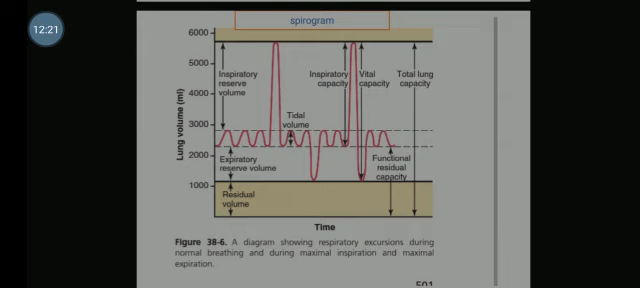 12:21
spirogram
6000
5000
4000
3000
2000
1000
Lung volume (ml)
Inspiratory
reserve
volume
Inspiratory
capacity
Vital
capacity
Total lung
capacity
Tidal
volume
Expiratory
reserve volume
Functional
residual
capacity
Residual
volume
Time
Figure 38-6. A diagram showing respiratory excursions during
normal breathing and during maximal inspiration and maximal
expiration.
501